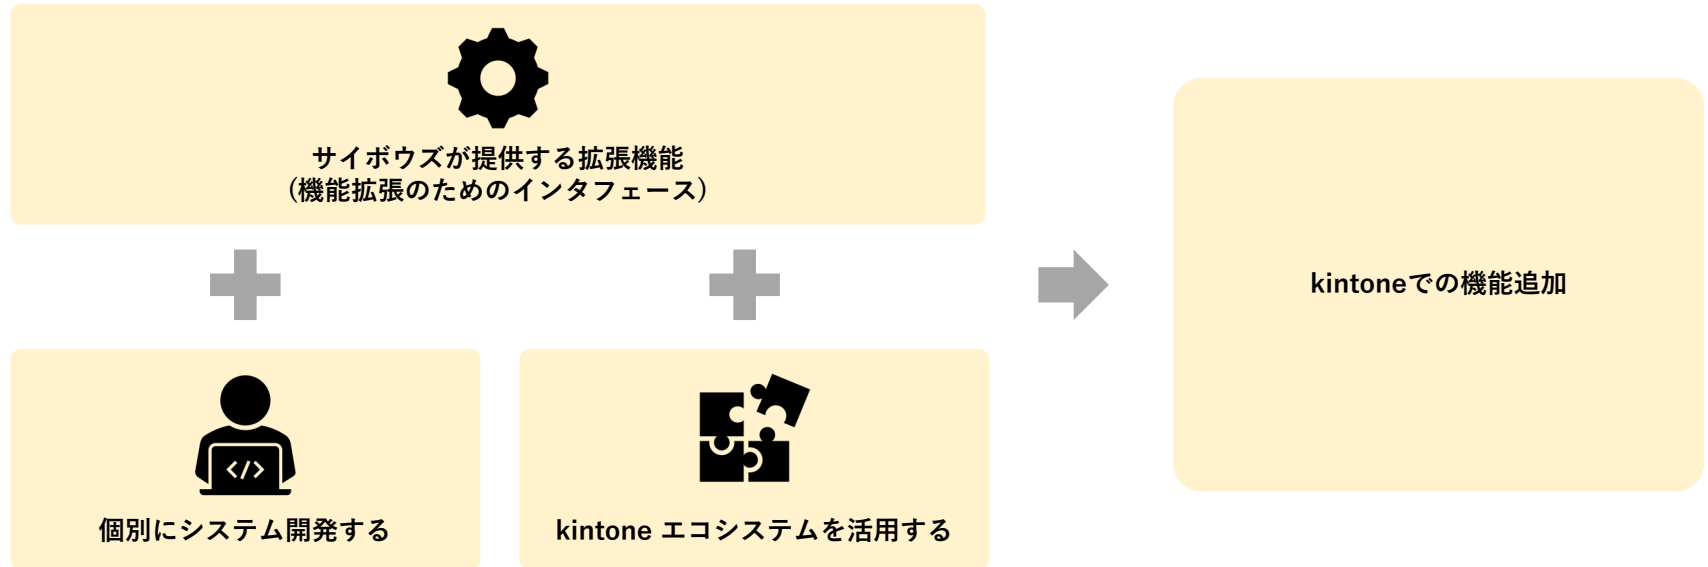 サイボウズが提供する拡張機能
(機能拡張のためのインタフェース)
</>
個別にシステム開発する
kintone エコシステムを活用する
kintoneでの機能追加